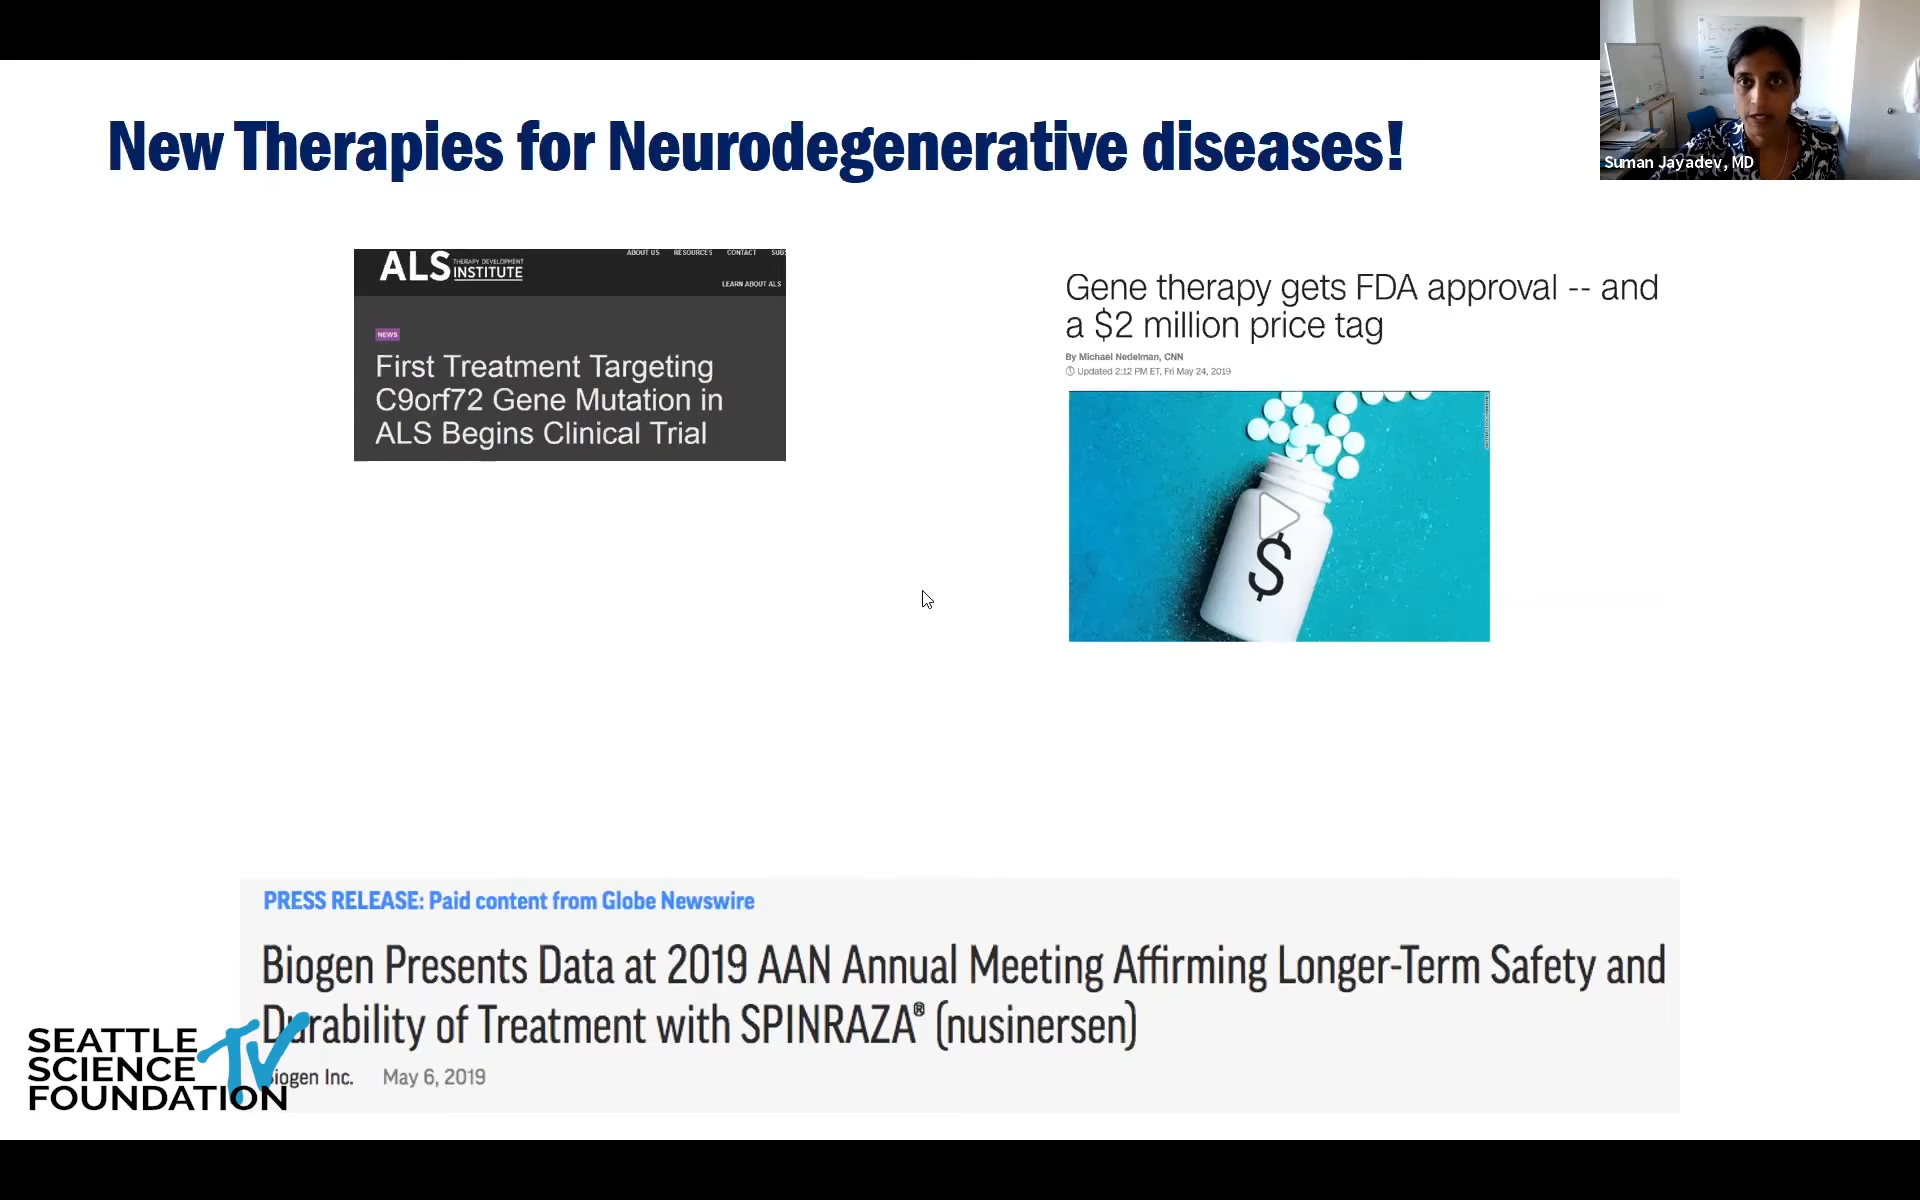 New Therapies for Neurodegenerative diseases!
Suman Jayadev, MD
ALS THERAPY DEVELOPMENT INSTITUTE
ABOUT US RESOURCES CONTACT
LEARN ABOUT ALS
NEWS
First Treatment Targeting
C9orf72 Gene Mutation in
ALS Begins Clinical Trial
Gene therapy gets FDA approval -- and
a $2 million price tag
By Michael Nedelman, CNN
Updated 2:12 PM ET, Fri May 24, 2019
$
PRESS RELEASE: Paid content from Globe Newswire
Biogen Presents Data at 2019 AAN Annual Meeting Affirming Longer-Term Safety and
Durability of Treatment with SPINRAZA® (nusinersen)
Biogen Inc. May 6, 2019
SEATTLE
SCIENCE
FOUNDATION
TV